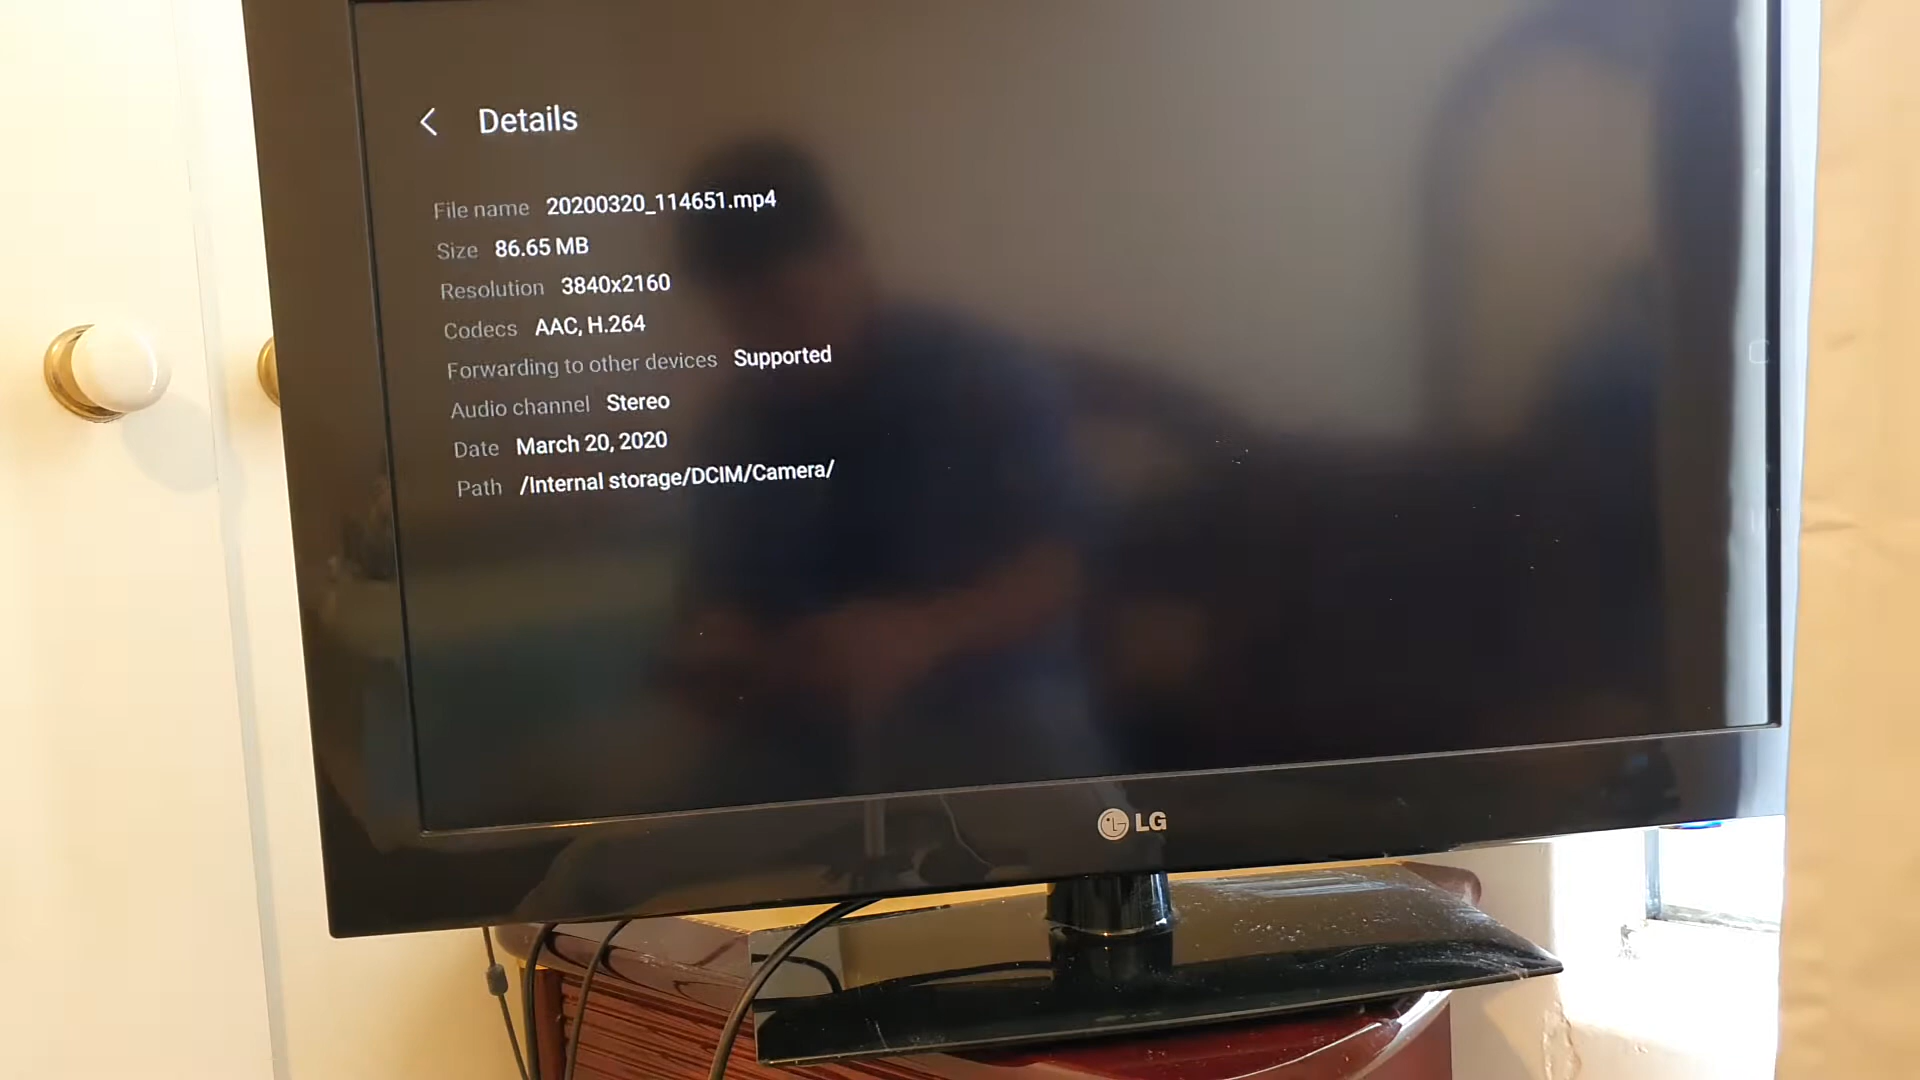 Details
File name 20200320_114651.mp4
Size 86.65 MB
Resolution 3840x2160
Codecs AAC, H.264
Forwarding to other devices Supported
Audio channel Stereo
Date March 20, 2020
Path /Internal storage/DCIM/Camera/
LG